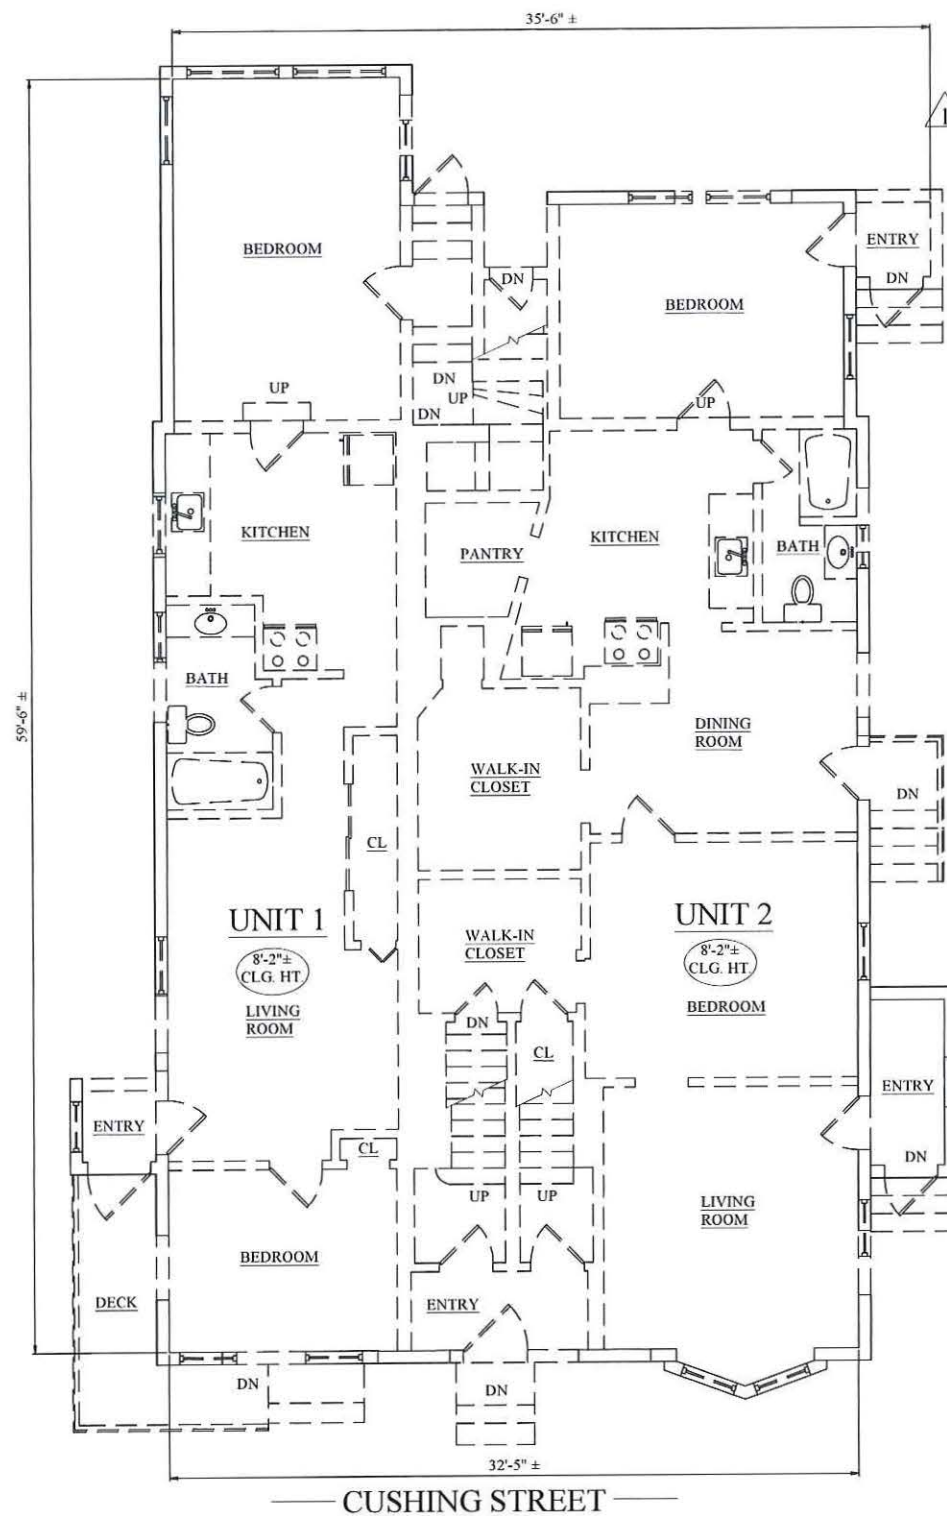 35'-6" ±
1
BEDROOM
ENTRY
DN
DN
BEDROOM
DN
UP
UP
DN
UP
DN
KITCHEN
PANTRY
KITCHEN
BATH
BATH
59'-6" ±
DINING
ROOM
WALK-IN
CLOSET
DN
CL
UNIT 1
8'-2"±
CLG. HT.
LIVING
ROOM
WALK-IN
CLOSET
UNIT 2
8'-2"±
CLG. HT.
BEDROOM
DN
CL
ENTRY
ENTRY
CL
DN
UP
UP
LIVING
ROOM
BEDROOM
DECK
ENTRY
DN
DN
32'-5" ±
CUSHING STREET